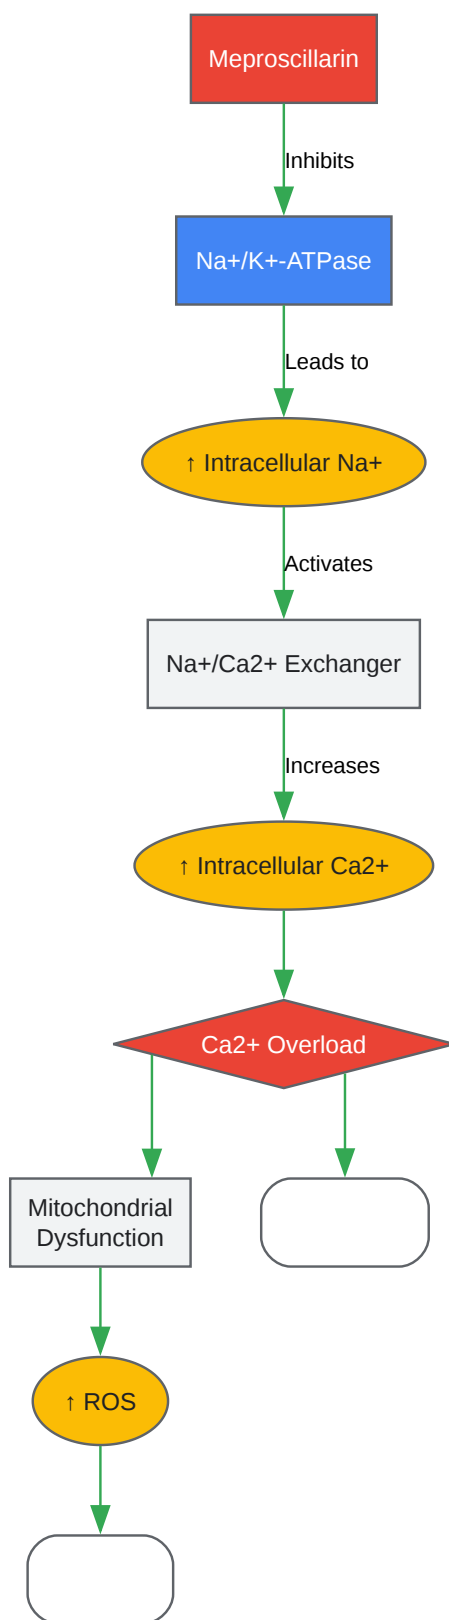 Meproscillarin
Inhibits
Na+/K+-ATPase
Leads to
↑ Intracellular Na+
Activates
Na+/Ca2+ Exchanger
Increases
↑ Intracellular Ca2+
Ca2+ Overload
Mitochondrial
Dysfunction
↑ ROS